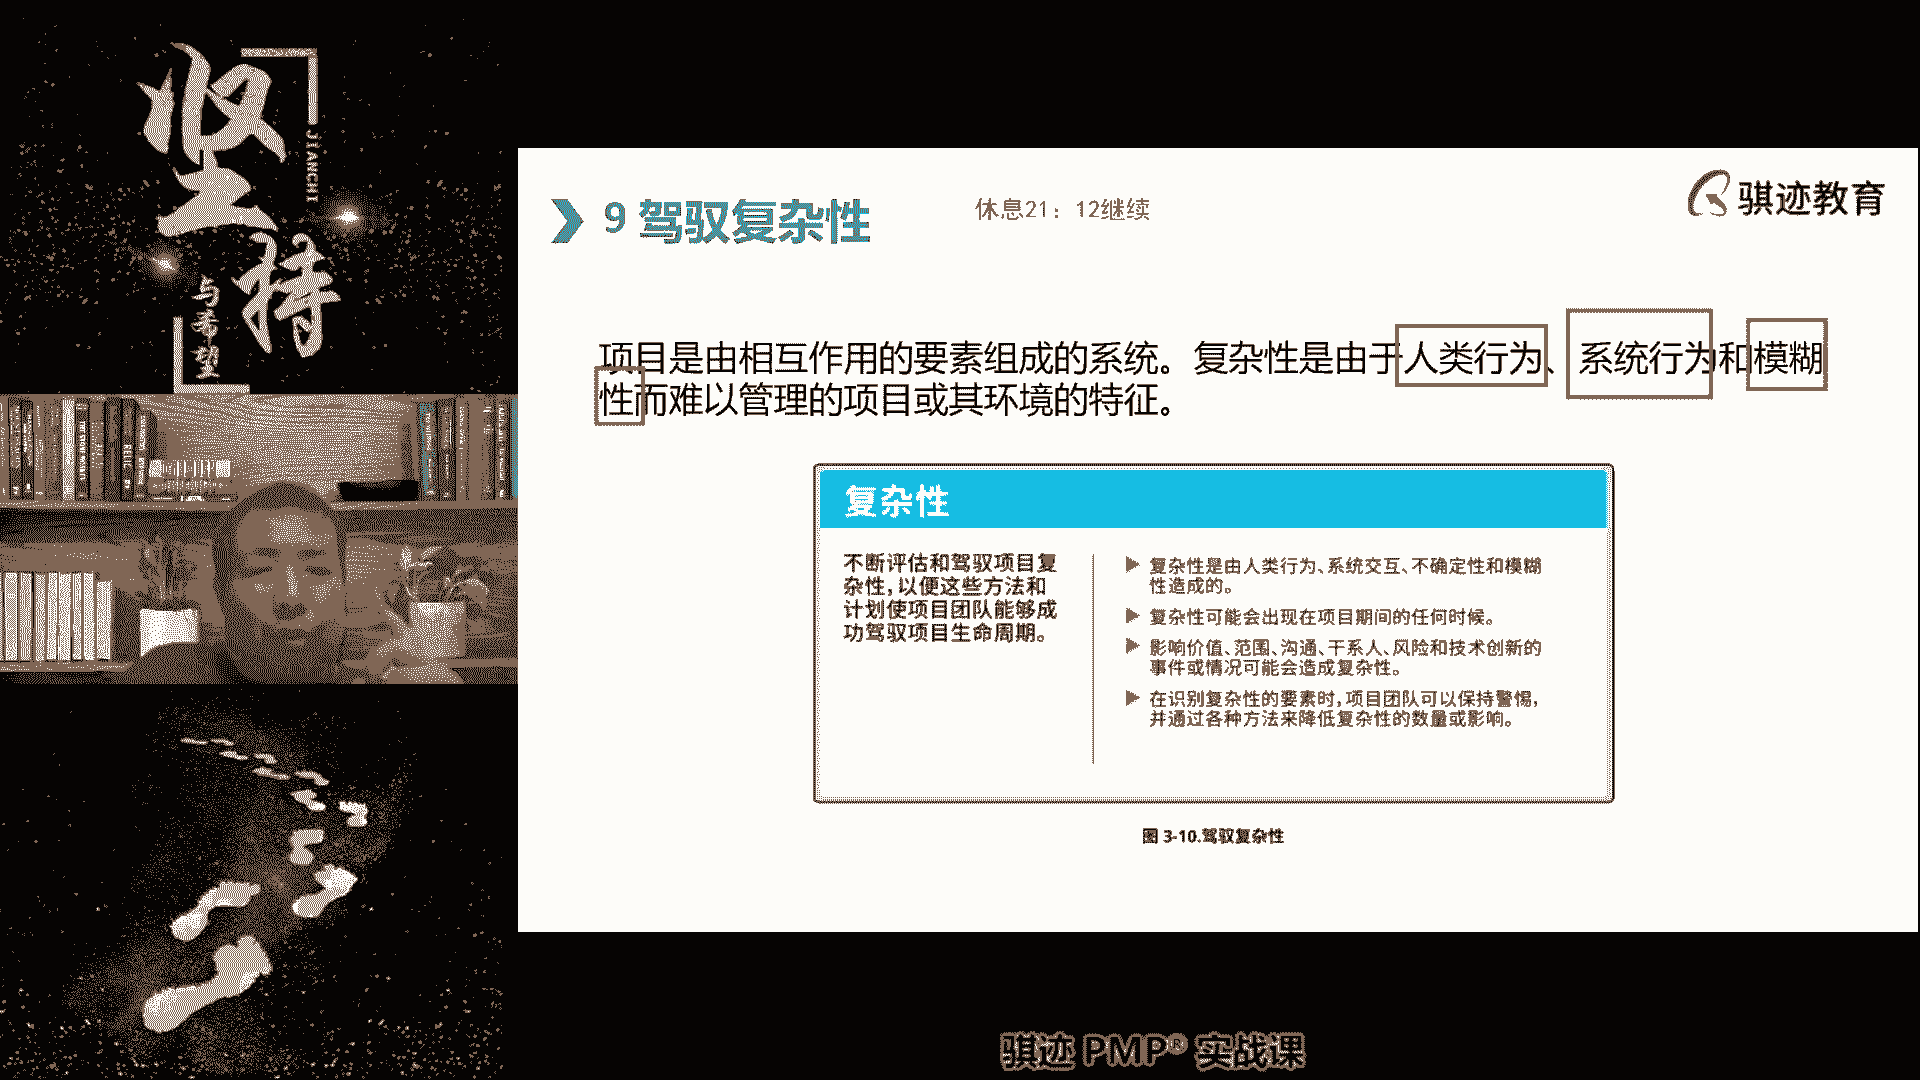 坚持
JIANCHI
与希望
9 驾驭复杂性
休息21：12继续
骐迹教育
项目是由相互作用的要素组成的系统。复杂性是由于人类行为、系统行为和模糊
性而难以管理的项目或其环境的特征。
复杂性
不断评估和驾驭项目复
杂性，以便这些方法和
计划使项目团队能够成
功驾驭项目生命周期。
复杂性是由人类行为、系统交互、不确定性和模糊
性造成的。
复杂性可能会出现在项目期间的任何时候。
影响价值、范围、沟通、干系人、风险和技术创新的
事件或情况可能会造成复杂性。
在识别复杂性的要素时，项目团队可以保持警惕，
并通过各种方法来降低复杂性的数量或影响。
图 3-10.驾驭复杂性
骐迹 PMP® 实战课